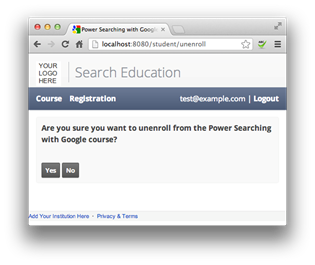 Power Searching with Google
localhost:8080/student/unenroll
YOUR
LOGO
HERE
Search Education
Course Registration test@example.com | Logout
Are you sure you want to unenroll from the Power Searching
with Google course?
Yes No
Add Your Institution Here - Privacy & Terms